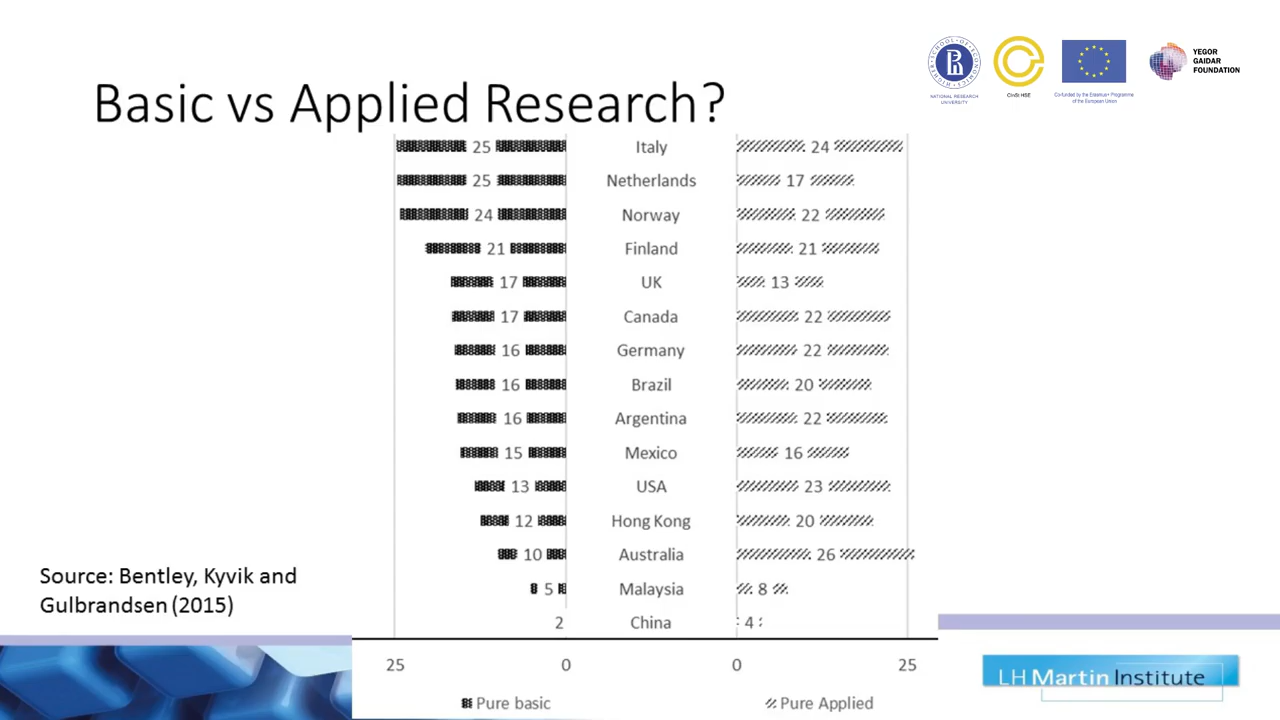 Basic vs Applied Research?
NATIONAL RESEARCH
UNIVERSITY
CInSt HSE
Co-funded by the Erasmus+ Programme
of the European Union
YEGOR
GAIDAR
FOUNDATION
25 Italy 24
25 Netherlands 17
24 Norway 22
21 Finland 21
17 UK 13
17 Canada 22
16 Germany 22
16 Brazil 20
16 Argentina 22
15 Mexico 16
13 USA 23
12 Hong Kong 20
10 Australia 26
5 Malaysia 8
2 China 4
25 0 0 25
Pure basic Pure Applied
Source: Bentley, Kyvik and
Gulbrandsen (2015)
LH Martin Institute